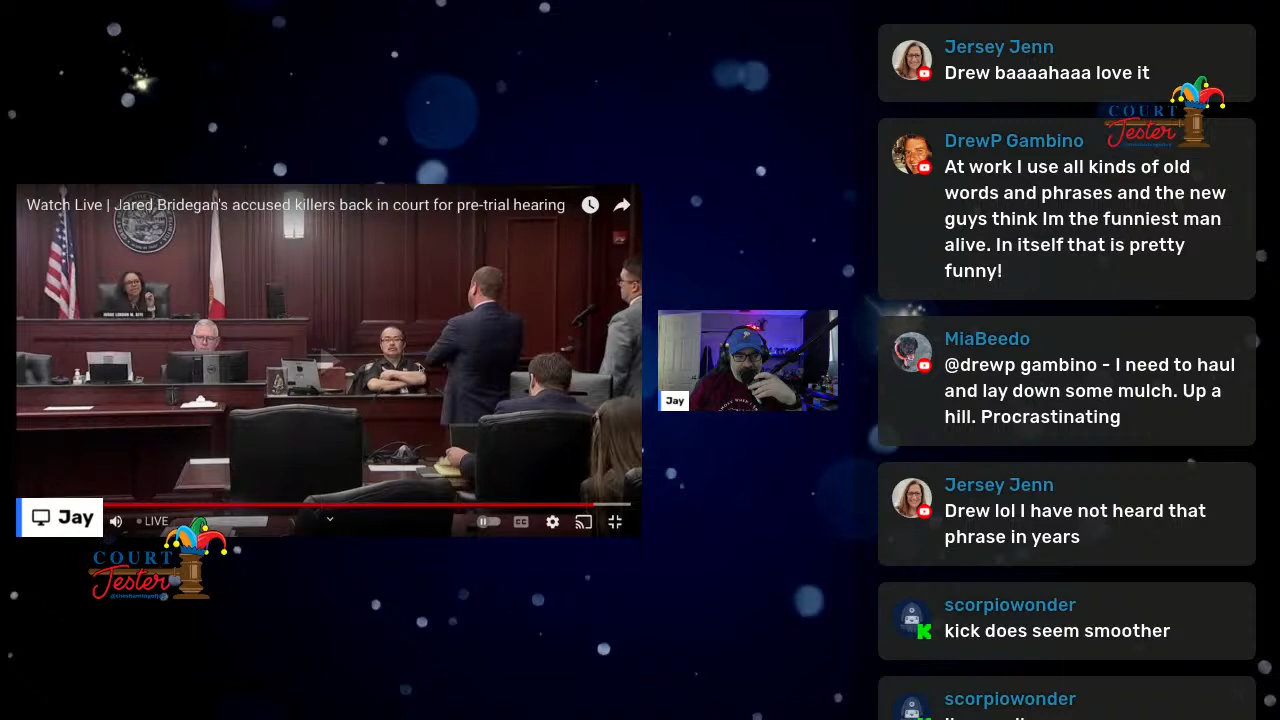 Watch Live | Jared Bridegan's accused killers back in court for pre-trial hearing
Jay
LIVE
COURT
Jester
Jay
Jersey Jenn
Drew baaaahaaa love it
COURT
Jester
DrewP Gambino
At work I use all kinds of old
words and phrases and the new
guys think Im the funniest man
alive. In itself that is pretty
funny!
MiaBeedo
@drewp gambino - I need to haul
and lay down some mulch. Up a
hill. Procrastinating
Jersey Jenn
Drew lol I have not heard that
phrase in years
scorpiowonder
kick does seem smoother
scorpiowonder